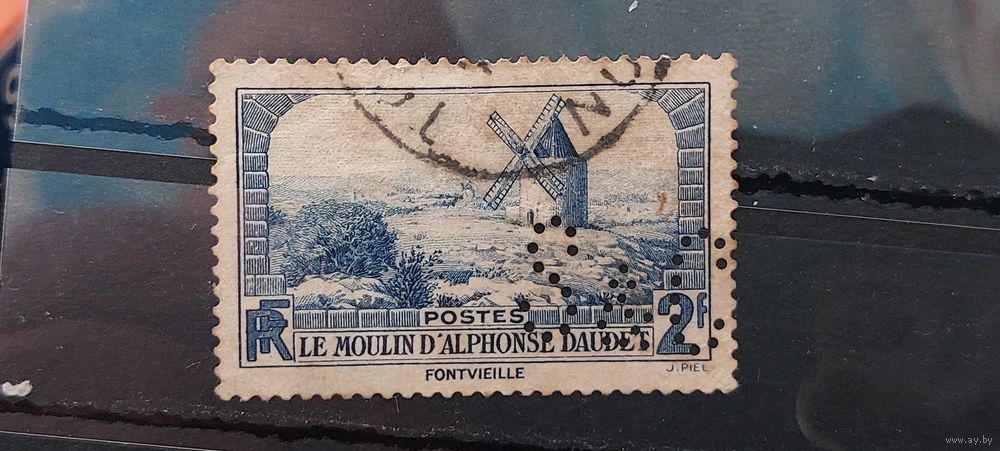 POSTES
RF 2f
LE MOULIN D'ALPHONSE DAUDET
FONTVIEILLE
J. PIEL
www.ay.by